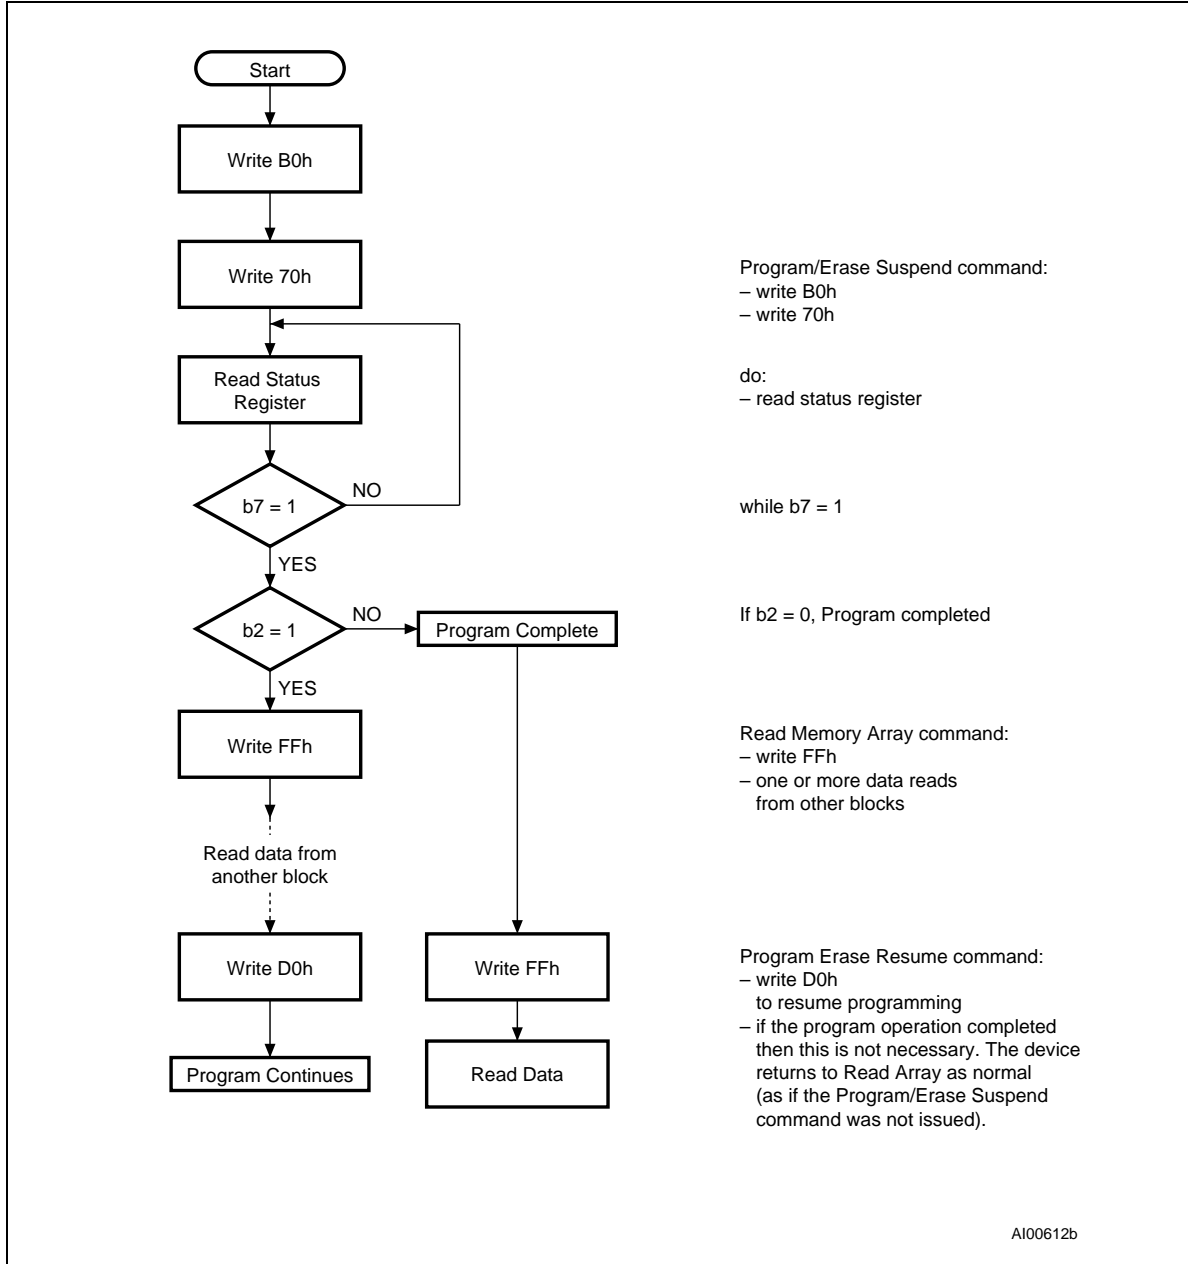 Start
Write B0h
Write 70h
Program/Erase Suspend command:
– write B0h
– write 70h
Read Status
Register
do:
– read status register
b7 = 1
NO
while b7 = 1
YES
b2 = 1
NO
Program Complete
If b2 = 0, Program completed
YES
Write FFh
Read Memory Array command:
– write FFh
– one or more data reads
from other blocks
Read data from
another block
Write D0h
Write FFh
Program Erase Resume command:
– write D0h
to resume programming
– if the program operation completed
then this is not necessary. The device
returns to Read Array as normal
(as if the Program/Erase Suspend
command was not issued).
Program Continues
Read Data
AI00612b